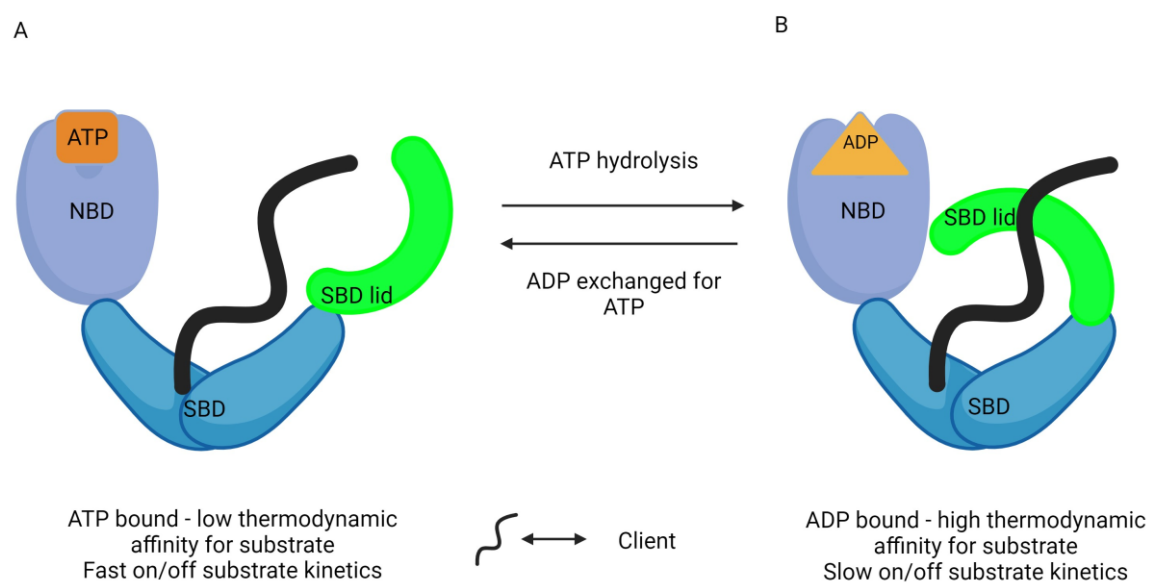 A
B
ATP
NBD
SBD lid
SBD
ATP hydrolysis
ADP exchanged for
ATP
ADP
NBD
SBD lid
SBD
ATP bound - low thermodynamic
affinity for substrate
Fast on/off substrate kinetics
Client
ADP bound - high thermodynamic
affinity for substrate
Slow on/off substrate kinetics